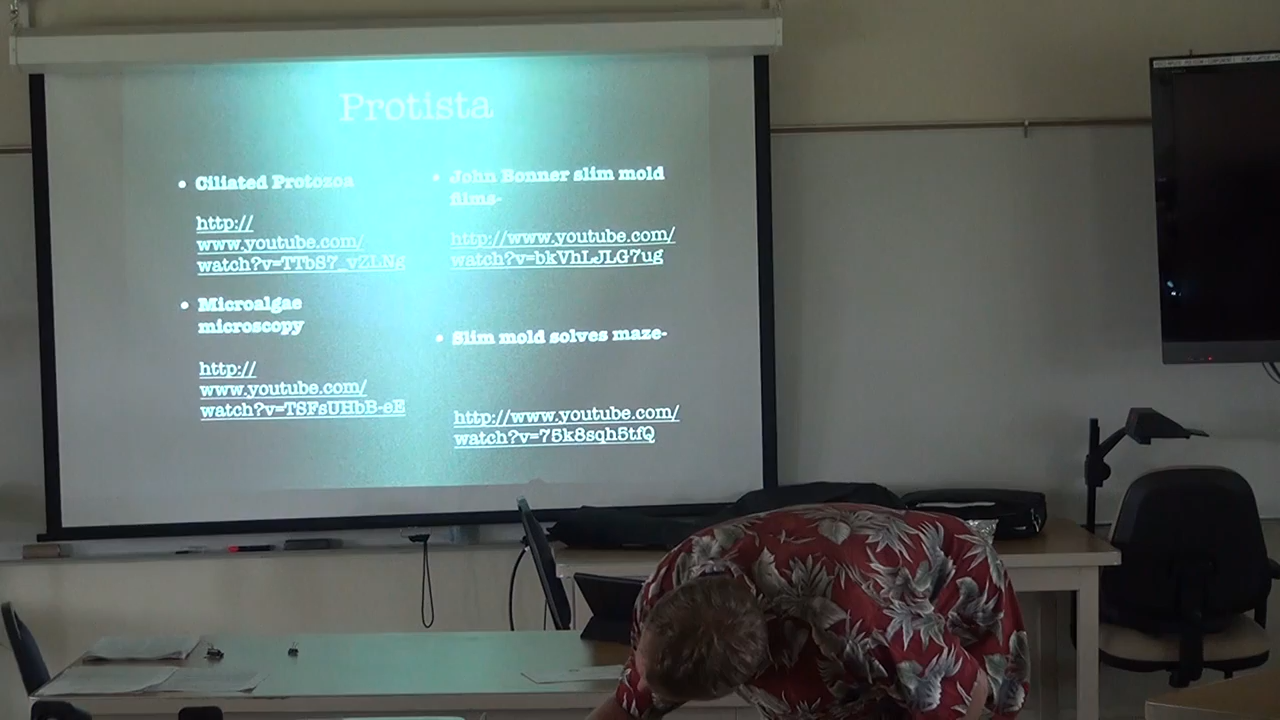 Protista
Ciliated Protozoa
http://
www.youtube.com/
watch?v=TTbS7_vZLNg
Microalgae
microscopy
http://
www.youtube.com/
watch?v=TSFsUHbB-eE
John Bonner slim mold
films-
http://www.youtube.com/
watch?v=bkVhLJLG7ug
Slim mold solves maze-
http://www.youtube.com/
watch?v=75k8sqh5tfQ